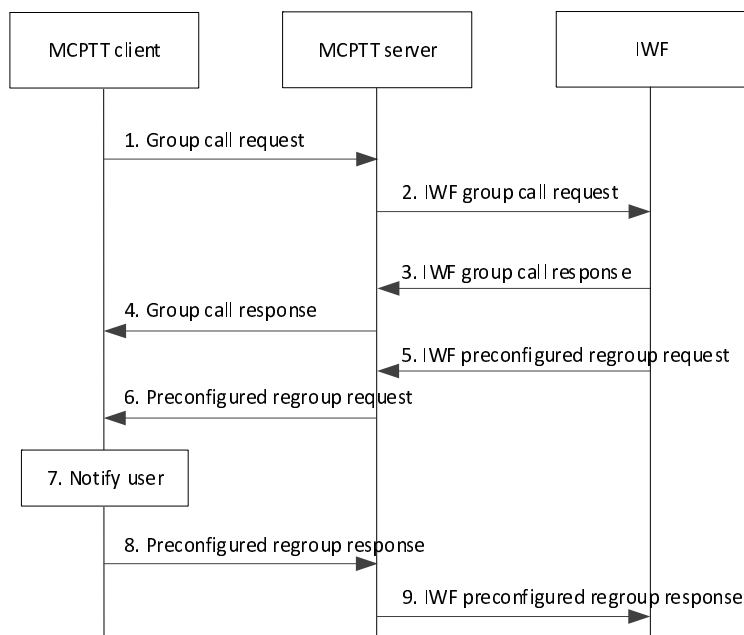 MCPTT client
MCPTT server
IWF
1. Group call request
2. IWF group call request
3. IWF group call response
4. Group call response
5. IWF preconfigured regroup request
6. Preconfigured regroup request
7. Notify user
8. Preconfigured regroup response
9. IWF preconfigured regroup response